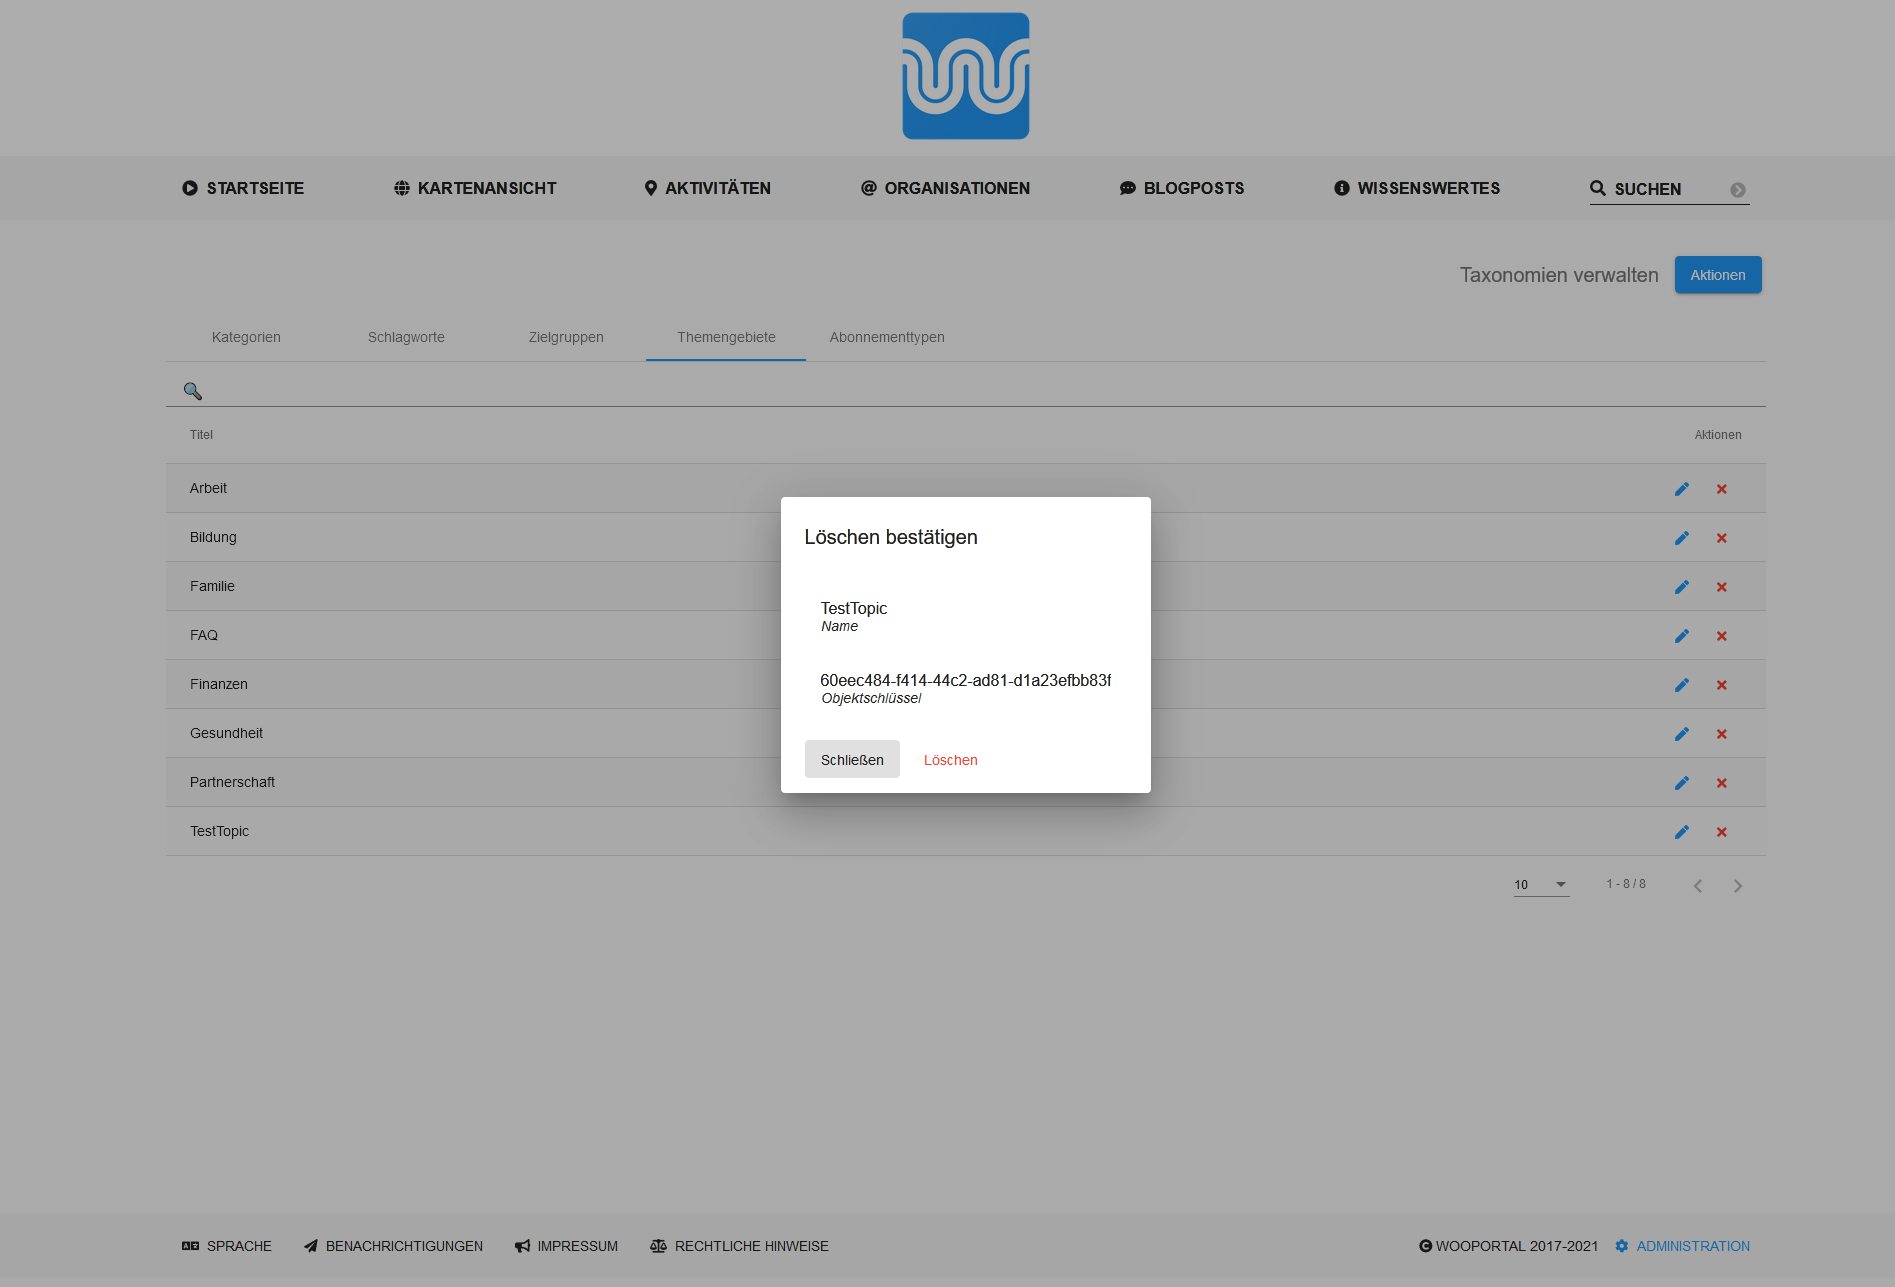 STARTSEITE KARTENANSICHT AKTIVITÄTEN ORGANISATIONEN BLOGPOSTS WISSENSWERTES SUCHEN
Taxonomien verwalten Aktionen
Kategorien Schlagworte Zielgruppen Themengebiete Abonnementtypen
Titel Aktionen
Arbeit
Bildung
Familie
FAQ
Finanzen
Gesundheit
Partnerschaft
TestTopic
Löschen bestätigen
TestTopic
Name
60eec484-f414-44c2-ad81-d1a23efbb83f
Objektschlüssel
Schließen Löschen
10 1 - 8 / 8
SPRACHE BENACHRICHTIGUNGEN IMPRESSUM RECHTLICHE HINWEISE WOOPORTAL 2017-2021 ADMINISTRATION